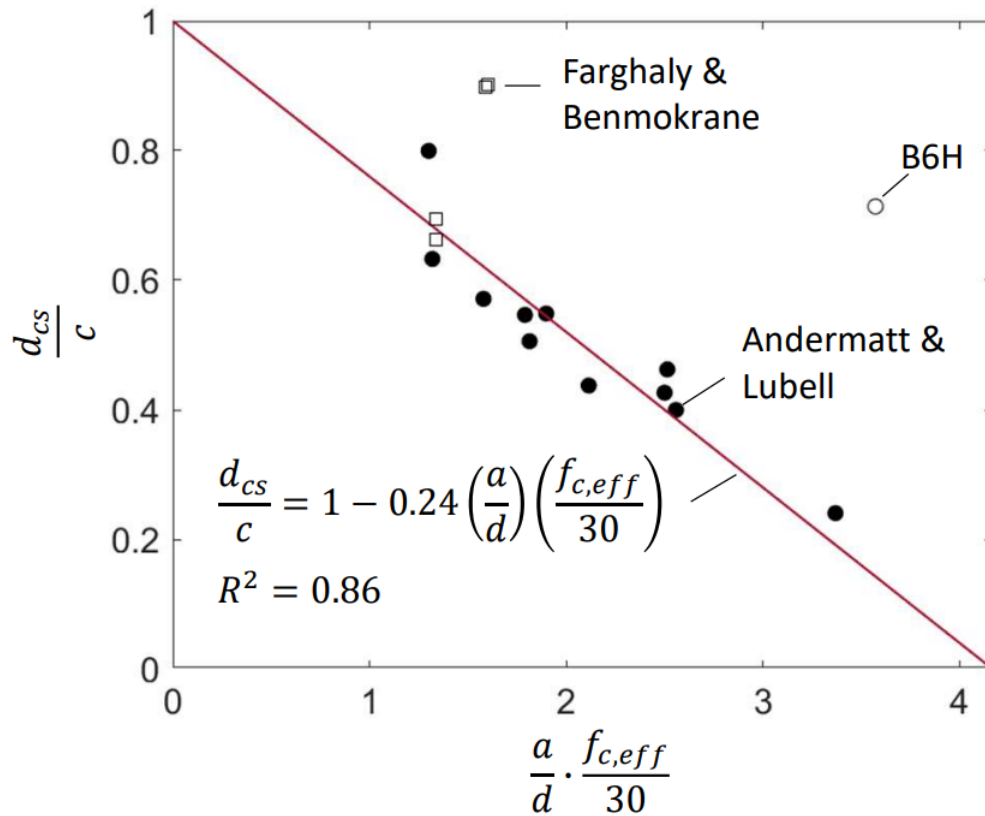 1
Farghaly &
Benmokrane
0.8
B6H
0.6
d_cs/c
Andermatt &
Lubell
0.4
d_cs/c = 1 − 0.24 (a/d) (f_c,eff/30)
0.2
R² = 0.86
0
0 1 2 3 4
a/d · f_c,eff/30